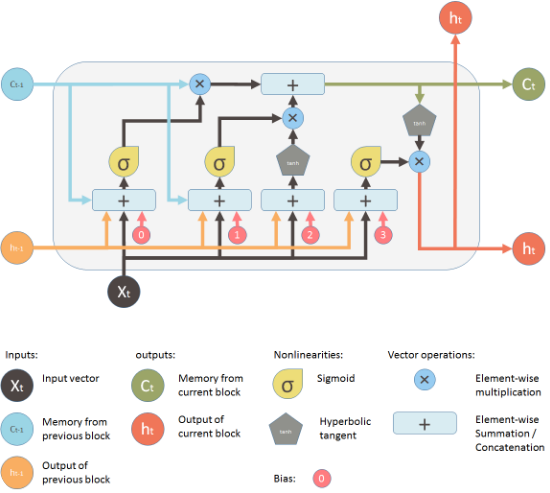 ht
Ct-1
×
+
Ct
tanh
×
σ
σ
tanh
σ
×
+
+
+
+
ht-1
0
1
2
3
ht
Xt
Inputs:
outputs:
Nonlinearities:
Vector operations:
Xt
Input vector
Ct
Memory from
current block
σ
Sigmoid
×
Element-wise
multiplication
Ct-1
Memory from
previous block
ht
Output of
current block
tanh
Hyperbolic
tangent
+
Element-wise
Summation /
Concatenation
ht-1
Output of
previous block
Bias:
0